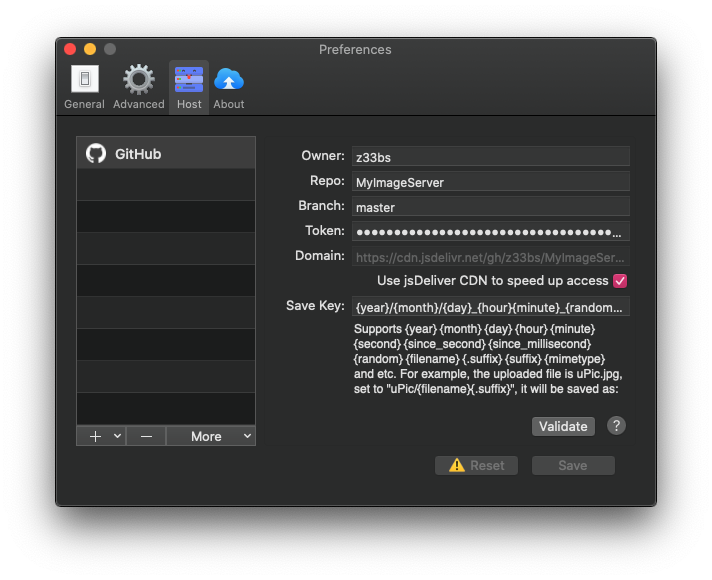 Preferences
General Advanced Host About
GitHub
Owner: z33bs
Repo: MyImageServer
Branch: master
Token: ●●●●●●●●●●●●●●●●●●●●●●●●●●●●●●●●●●...
Domain: https://cdn.jsdelivr.net/gh/z33bs/MyImageSer...
Use jsDeliver CDN to speed up access
Save Key: {year}/{month}/{day}_{hour}{minute}_{random...
Supports {year} {month} {day} {hour} {minute}
{second} {since_second} {since_millisecond}
{random} {filename} {.suffix} {suffix} {mimetype}
and etc. For example, the uploaded file is uPic.jpg,
set to "uPic/{filename}{.suffix}", it will be saved as:
Validate ?
+ − More
Reset Save